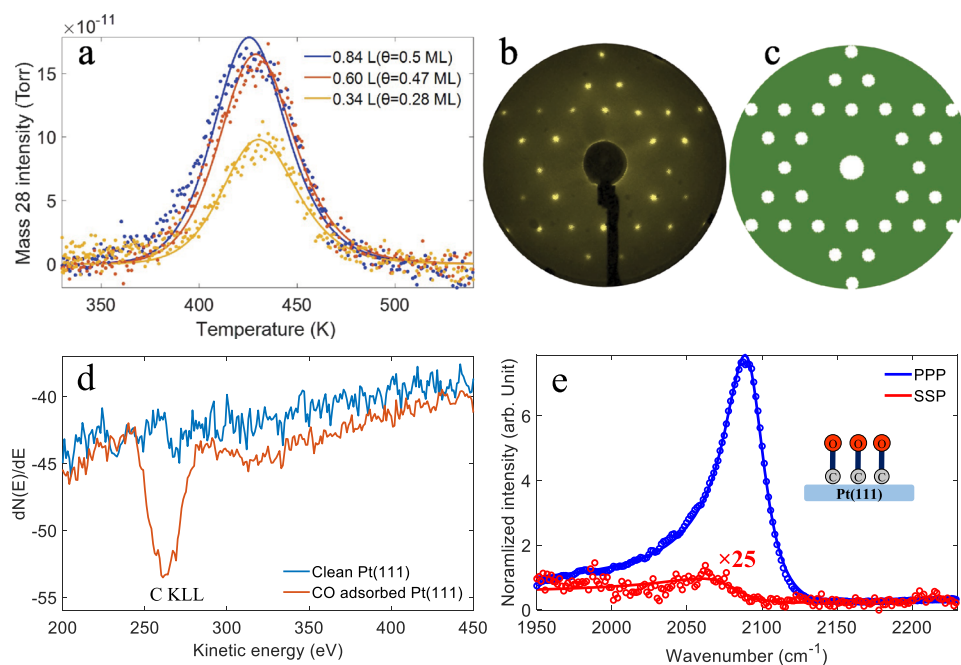 a
×10⁻¹¹
15
10
5
0
350
400
450
500
Mass 28 intensity (Torr)
Temperature (K)
0.84 L(θ=0.5 ML)
0.60 L(θ=0.47 ML)
0.34 L(θ=0.28 ML)
b
c
d
-40
-45
-50
-55
200
250
300
350
400
450
dN(E)/dE
Kinetic energy (eV)
C KLL
Clean Pt(111)
CO adsorbed Pt(111)
e
6
4
2
0
1950
2000
2050
2100
2150
2200
Noramlized intensity (arb. Unit)
Wavenumber (cm⁻¹)
PPP
SSP
×25
O O O
C C C
Pt(111)